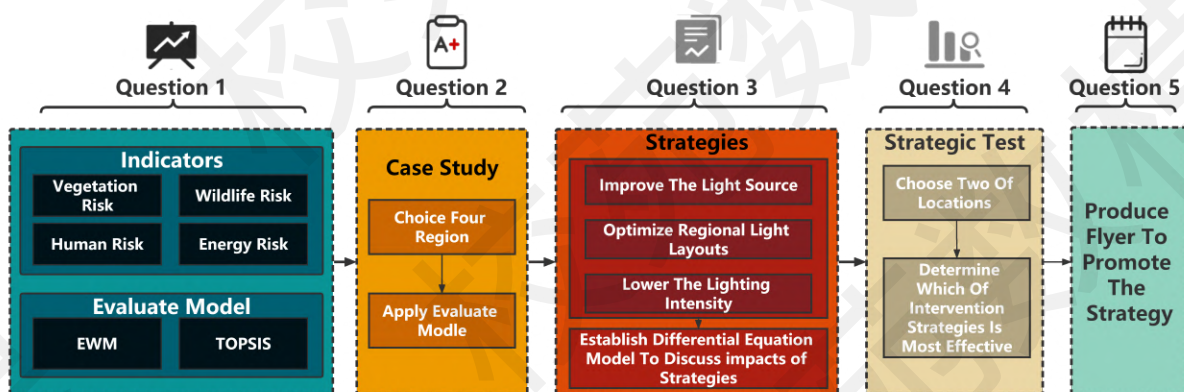 A+
Question 1
Question 2
Question 3
Question 4
Question 5
Indicators
Vegetation
Risk
Wildlife Risk
Human Risk
Energy Risk
Evaluate Model
EWM
TOPSIS
Case Study
Choice Four
Region
Apply Evaluate
Modle
Strategies
Improve The Light Source
Optimize Regional Light
Layouts
Lower The Lighting
Intensity
Establish Differential Equation
Model To Discuss impacts of
Strategies
Strategic Test
Choose Two Of
Locations
Determine
Which Of
Intervention
Strategies Is
Most Effective
Produce
Flyer To
Promote
The
Strategy